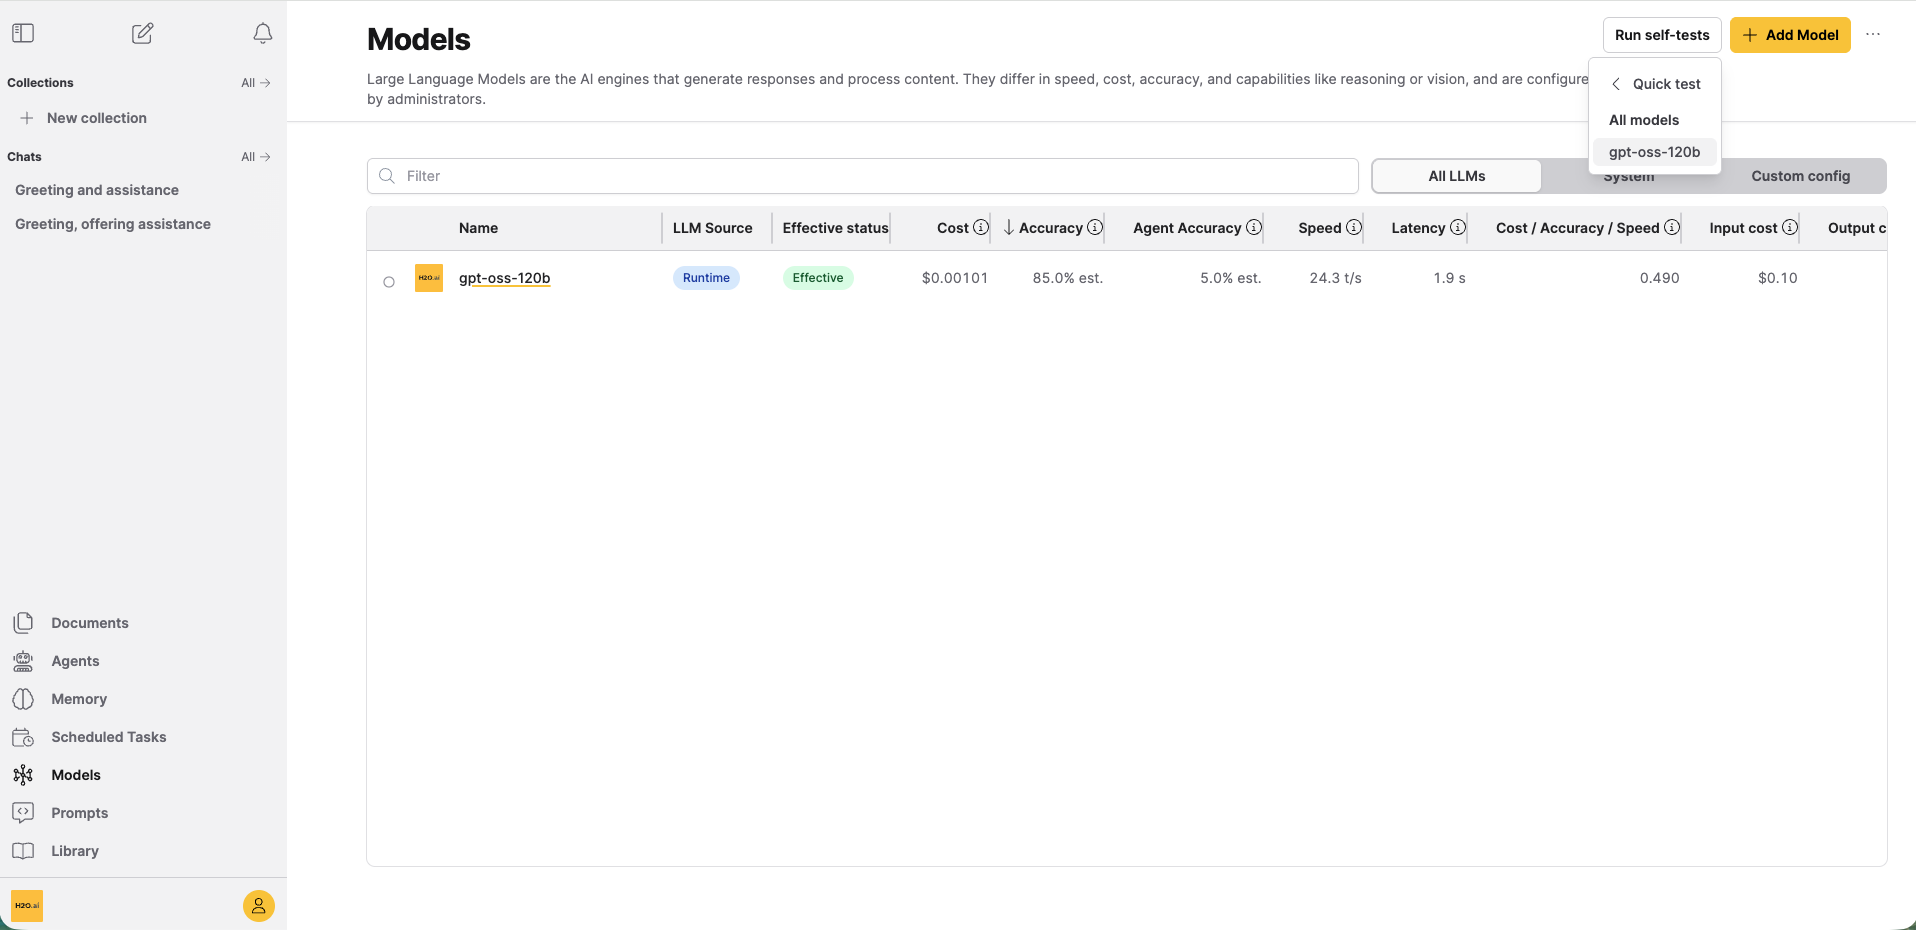 Collections
All
New collection
Chats
All
Greeting and assistance
Greeting, offering assistance
Documents
Agents
Memory
Scheduled Tasks
Models
Prompts
Library
H2O.ai
Models
Run self-tests
Add Model
Large Language Models are the AI engines that generate responses and process content. They differ in speed, cost, accuracy, and capabilities like reasoning or vision, and are configure
by administrators.
Quick test
All models
gpt-oss-120b
Filter
All LLMs
System
Custom config
Name LLM Source Effective status Cost Accuracy Agent Accuracy Speed Latency Cost / Accuracy / Speed Input cost Output c
H2O.ai gpt-oss-120b Runtime Effective $0.00101 85.0% est. 5.0% est. 24.3 t/s 1.9 s 0.490 $0.10